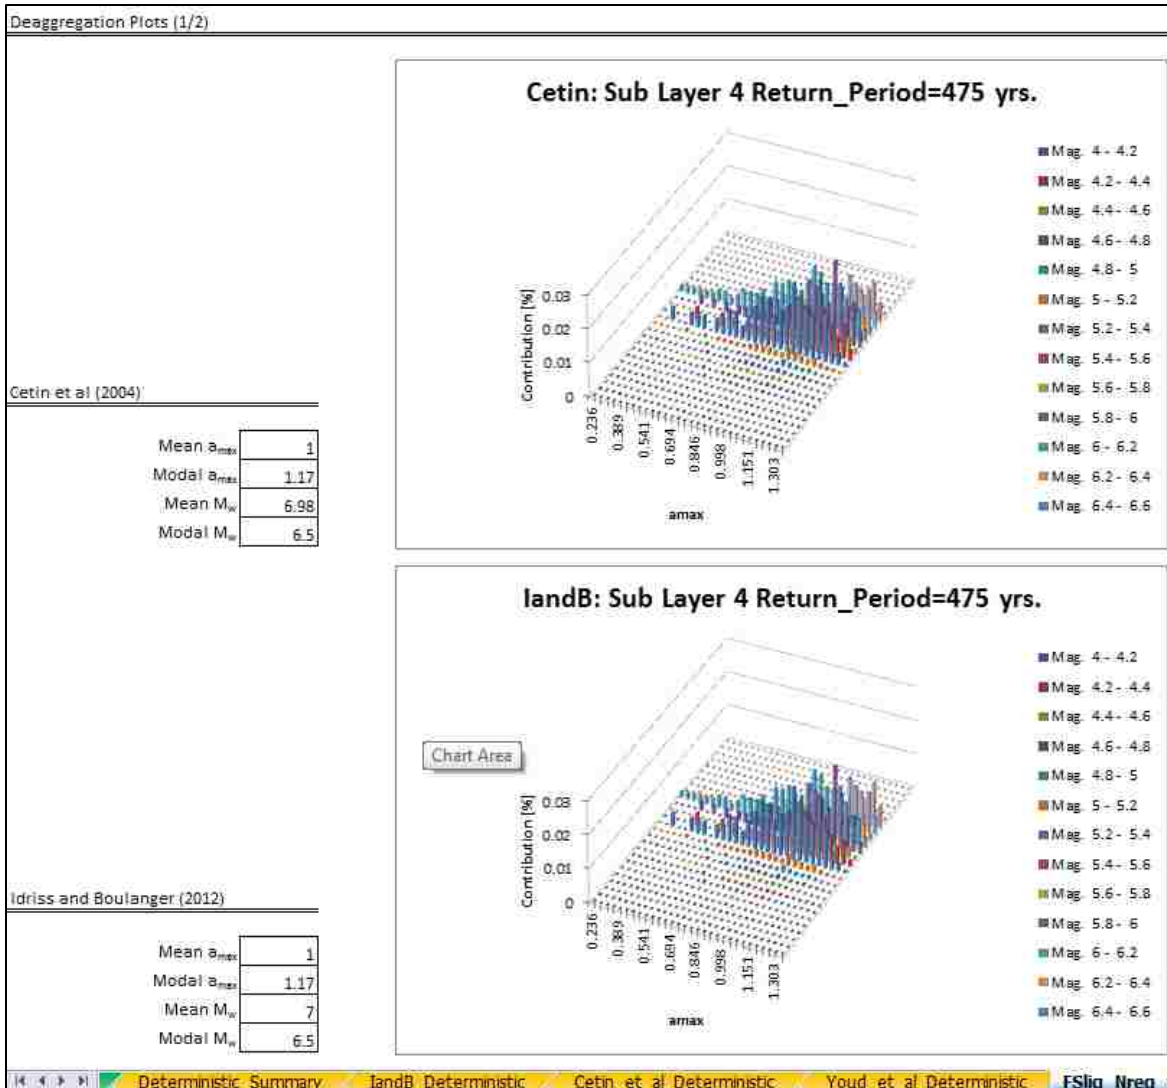 Deaggregation Plots (1/2)
Cetin: Sub Layer 4 Return_Period=475 yrs.
Contribution [%]
0.03
0.02
0.01
0
0.236
0.389
0.541
0.694
0.846
0.998
1.151
1.303
amax
Mag. 4 - 4.2
Mag. 4.2 - 4.4
Mag. 4.4 - 4.6
Mag. 4.6 - 4.8
Mag. 4.8 - 5
Mag. 5 - 5.2
Mag. 5.2 - 5.4
Mag. 5.4 - 5.6
Mag. 5.6 - 5.8
Mag. 5.8 - 6
Mag. 6 - 6.2
Mag. 6.2 - 6.4
Mag. 6.4 - 6.6
Cetin et al (2004)
Mean amax 1
Modal amax 1.17
Mean Mw 6.98
Modal Mw 6.5
IandB: Sub Layer 4 Return_Period=475 yrs.
Chart Area
Contribution [%]
0.03
0.02
0.01
0
0.236
0.389
0.541
0.694
0.846
0.998
1.151
1.303
amax
Mag. 4 - 4.2
Mag. 4.2 - 4.4
Mag. 4.4 - 4.6
Mag. 4.6 - 4.8
Mag. 4.8 - 5
Mag. 5 - 5.2
Mag. 5.2 - 5.4
Mag. 5.4 - 5.6
Mag. 5.6 - 5.8
Mag. 5.8 - 6
Mag. 6 - 6.2
Mag. 6.2 - 6.4
Mag. 6.4 - 6.6
Idriss and Boulanger (2012)
Mean amax 1
Modal amax 1.17
Mean Mw 7
Modal Mw 6.5
Deterministic Summary IandB Deterministic Cetin et al Deterministic Youd et al Deterministic FSliq Nreq